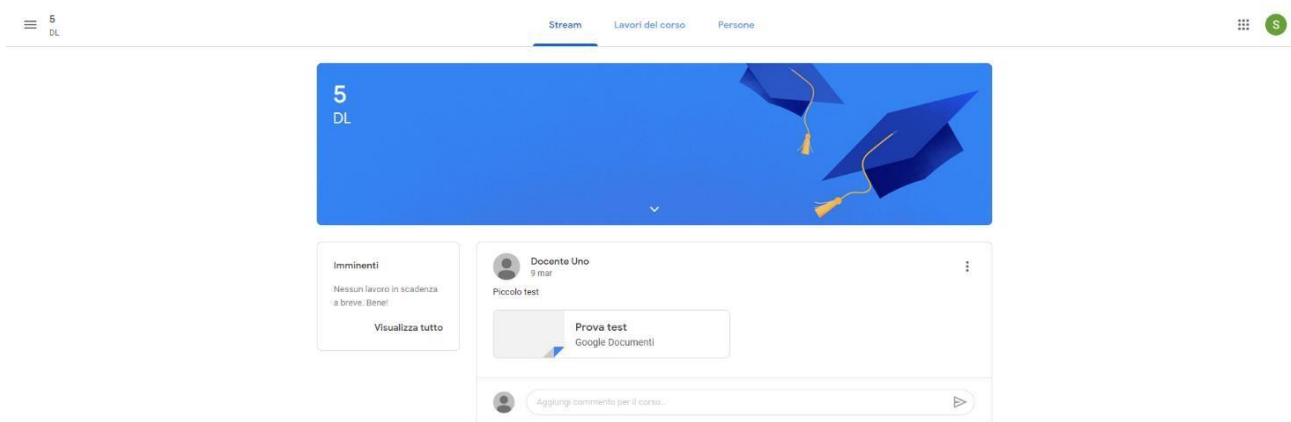 5
DL
Stream
Lavori del corso
Persone
S
5
DL
Imminenti
Nessun lavoro in scadenza
a breve. Bene!
Visualizza tutto
Docente Uno
9 mar
Piccolo test
Prova test
Google Documenti
Aggiungi commento per il corso...